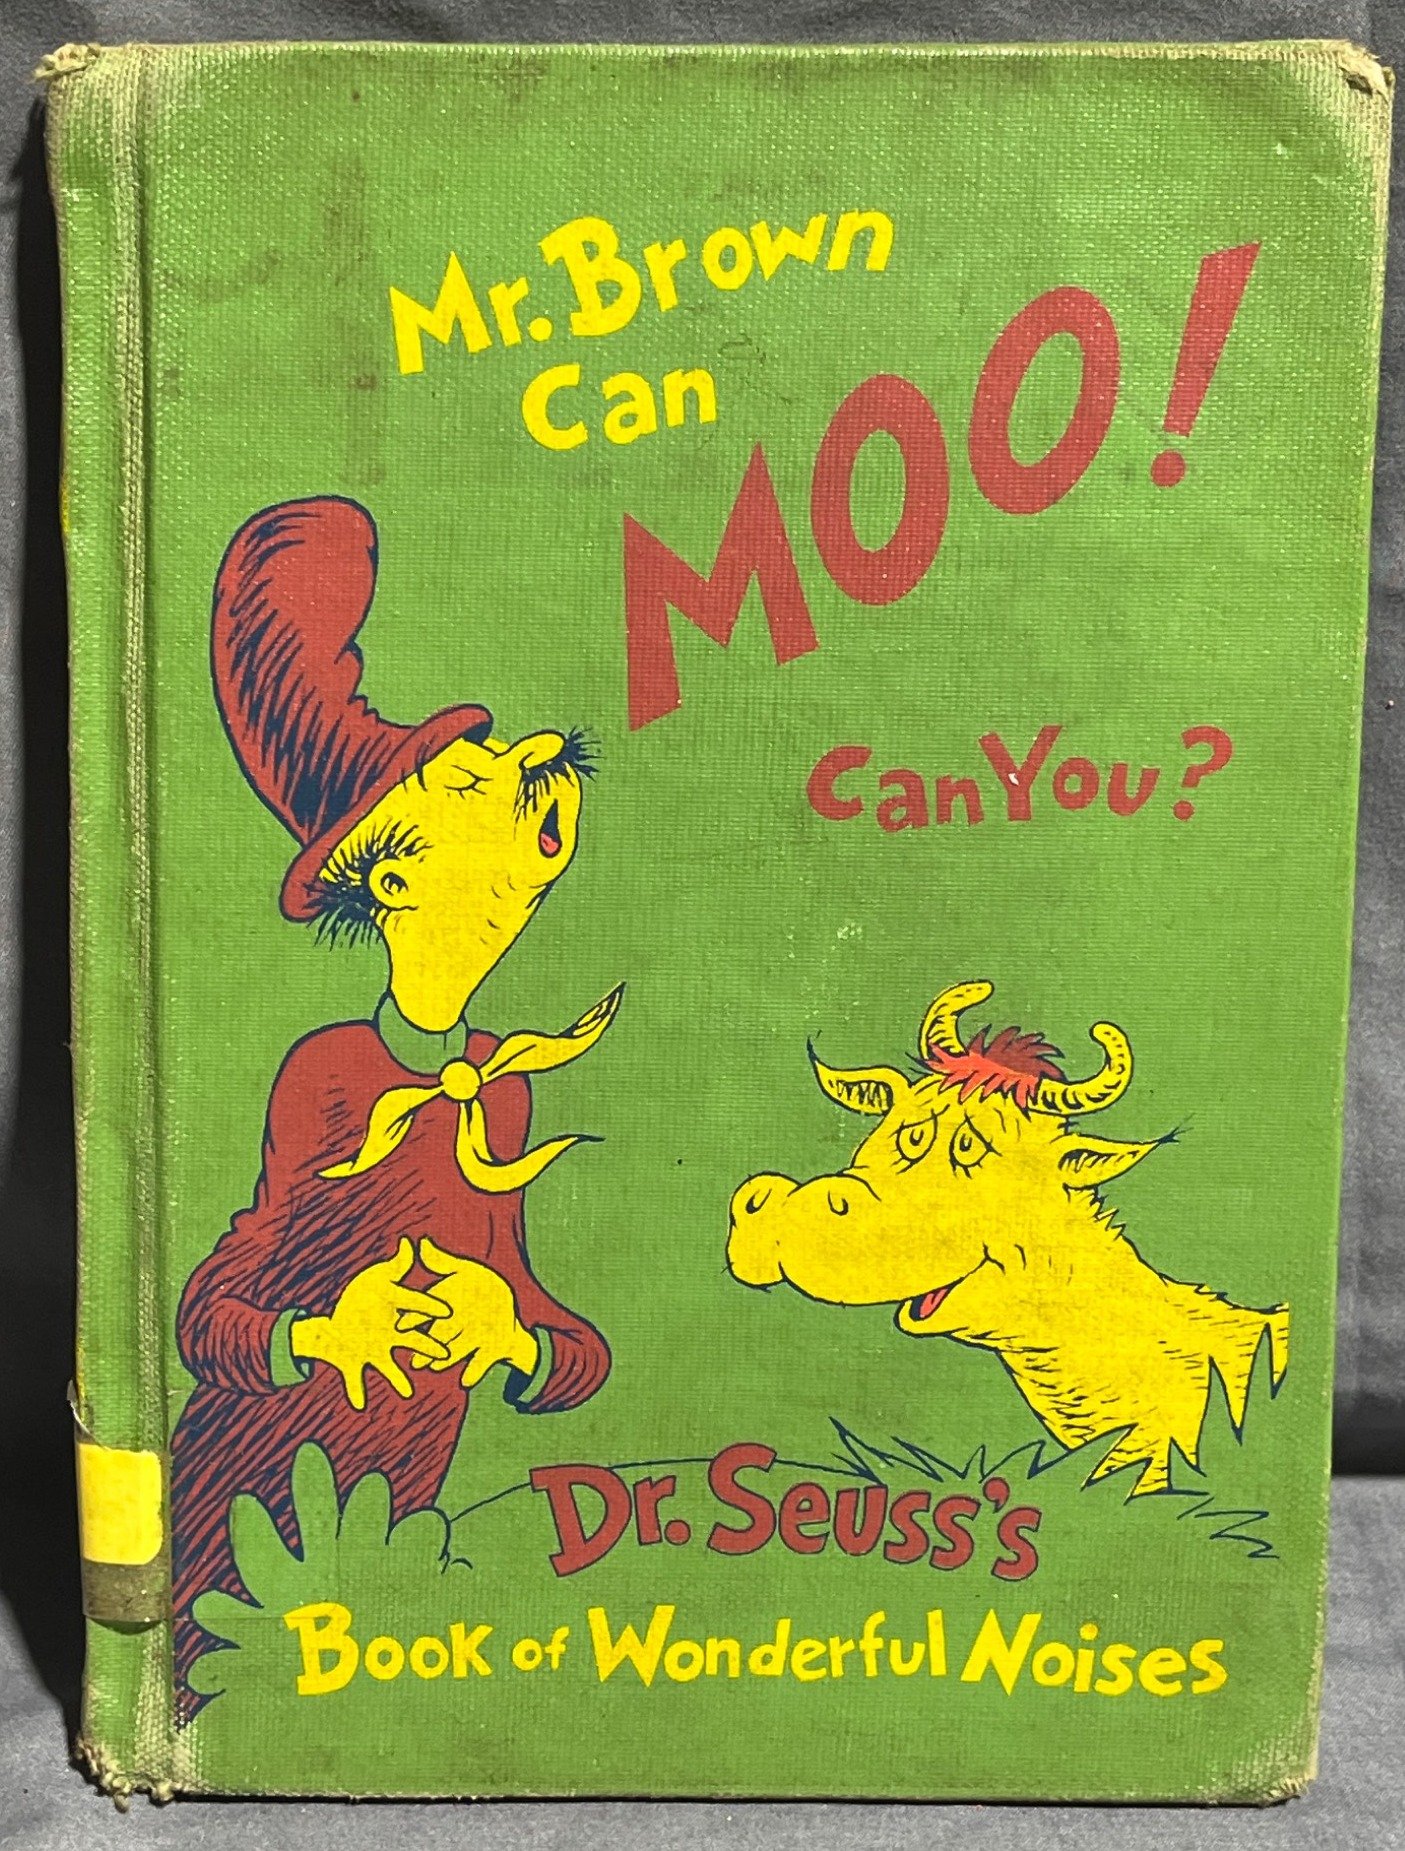 Mr. Brown
Can
MOO!
Can You?
Dr. Seuss's
Book of Wonderful Noises